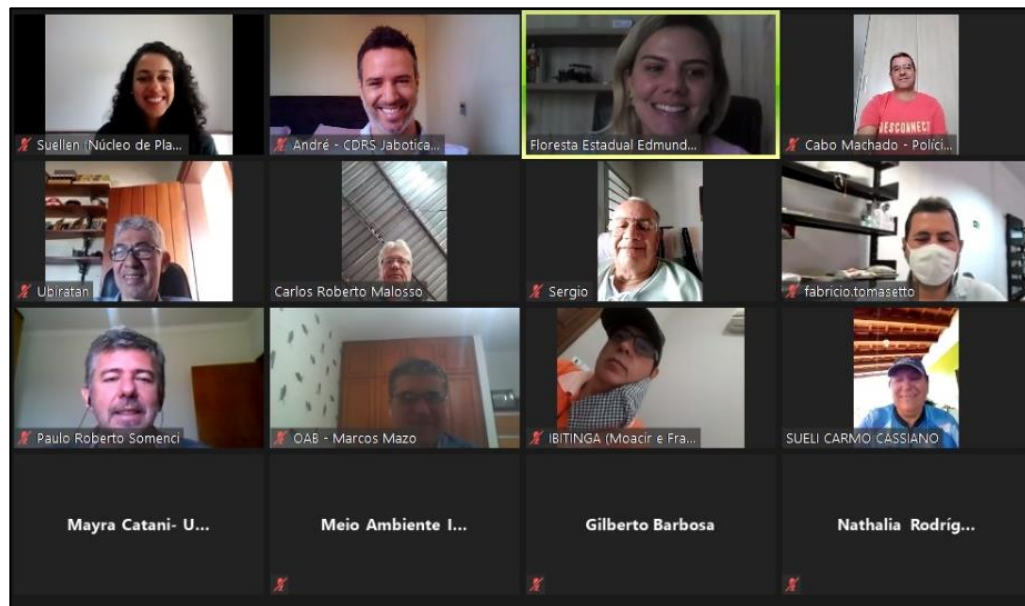 Suellen (Núcleo de Pla...
André - CDRS Jabotica...
Floresta Estadual Edmund...
Cabo Machado - Políci...
DESCONNECT
Ubiratan
Carlos Roberto Malosso
Sergio
fabricio.tomasetto
Paulo Roberto Somenci
OAB - Marcos Mazo
IBITINGA (Moacir e Fra...
SUELI CARMO CASSIANO
Mayra Catani- U...
Meio Ambiente I...
Gilberto Barbosa
Nathalia Rodríg...